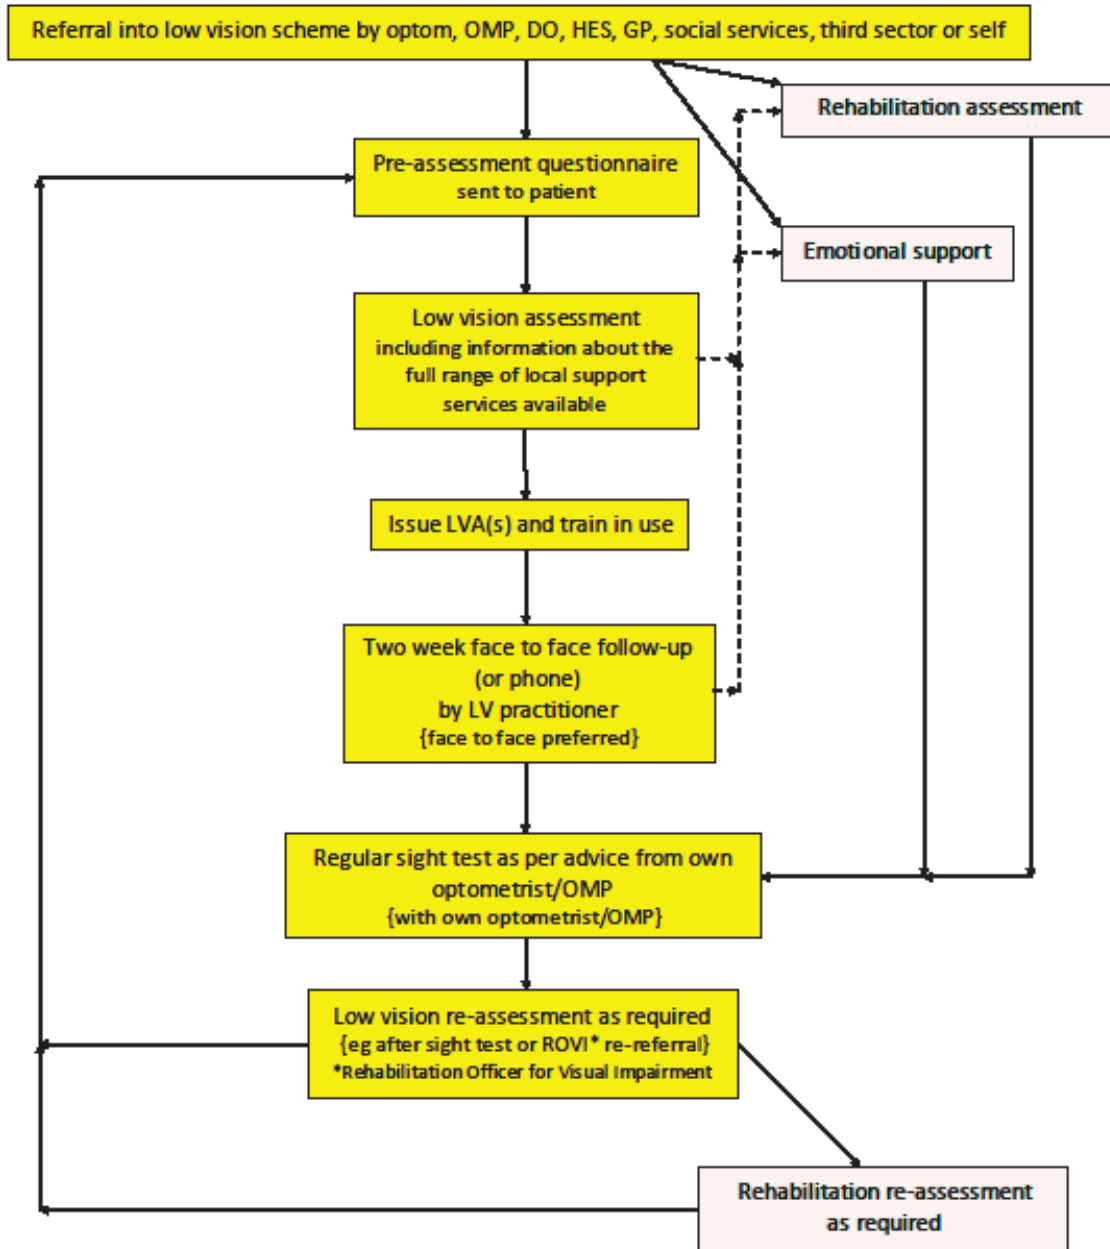 Referral into low vision scheme by optom, OMP, DO, HES, GP, social services, third sector or self
Rehabilitation assessment
Pre-assessment questionnaire
sent to patient
Emotional support
Low vision assessment
including information about the
full range of local support
services available
Issue LVA(s) and train in use
Two week face to face follow-up
(or phone)
by LV practitioner
{face to face preferred}
Regular sight test as per advice from own
optometrist/OMP
{with own optometrist/OMP}
Low vision re-assessment as required
{eg after sight test or ROVI* re-referral}
*Rehabilitation Officer for Visual Impairment
Rehabilitation re-assessment
as required